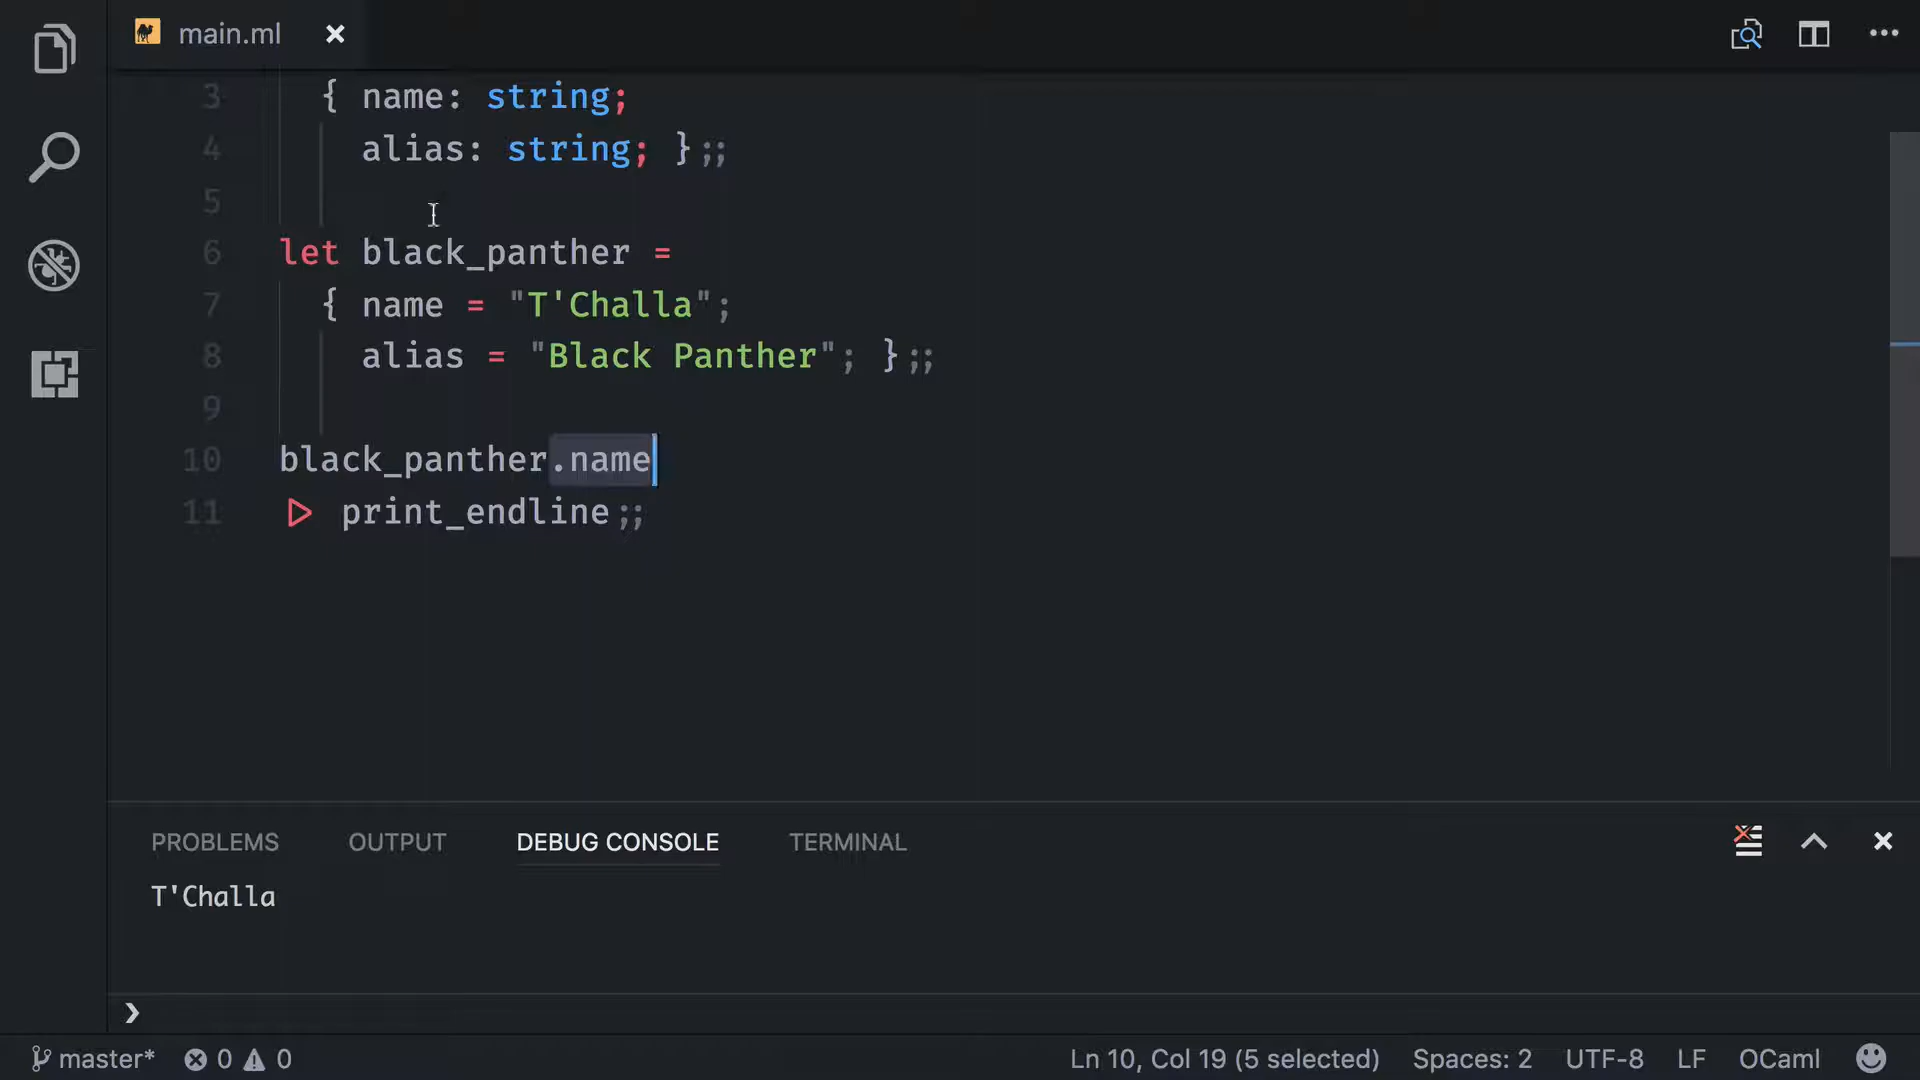 main.ml
3 { name: string;
4 alias: string; };;
5
6 let black_panther =
7 { name = "T'Challa";
8 alias = "Black Panther"; };;
9
10 black_panther.name
11 |> print_endline;;
PROBLEMS OUTPUT DEBUG CONSOLE TERMINAL
T'Challa
master* 0 0 Ln 10, Col 19 (5 selected) Spaces: 2 UTF-8 LF OCaml